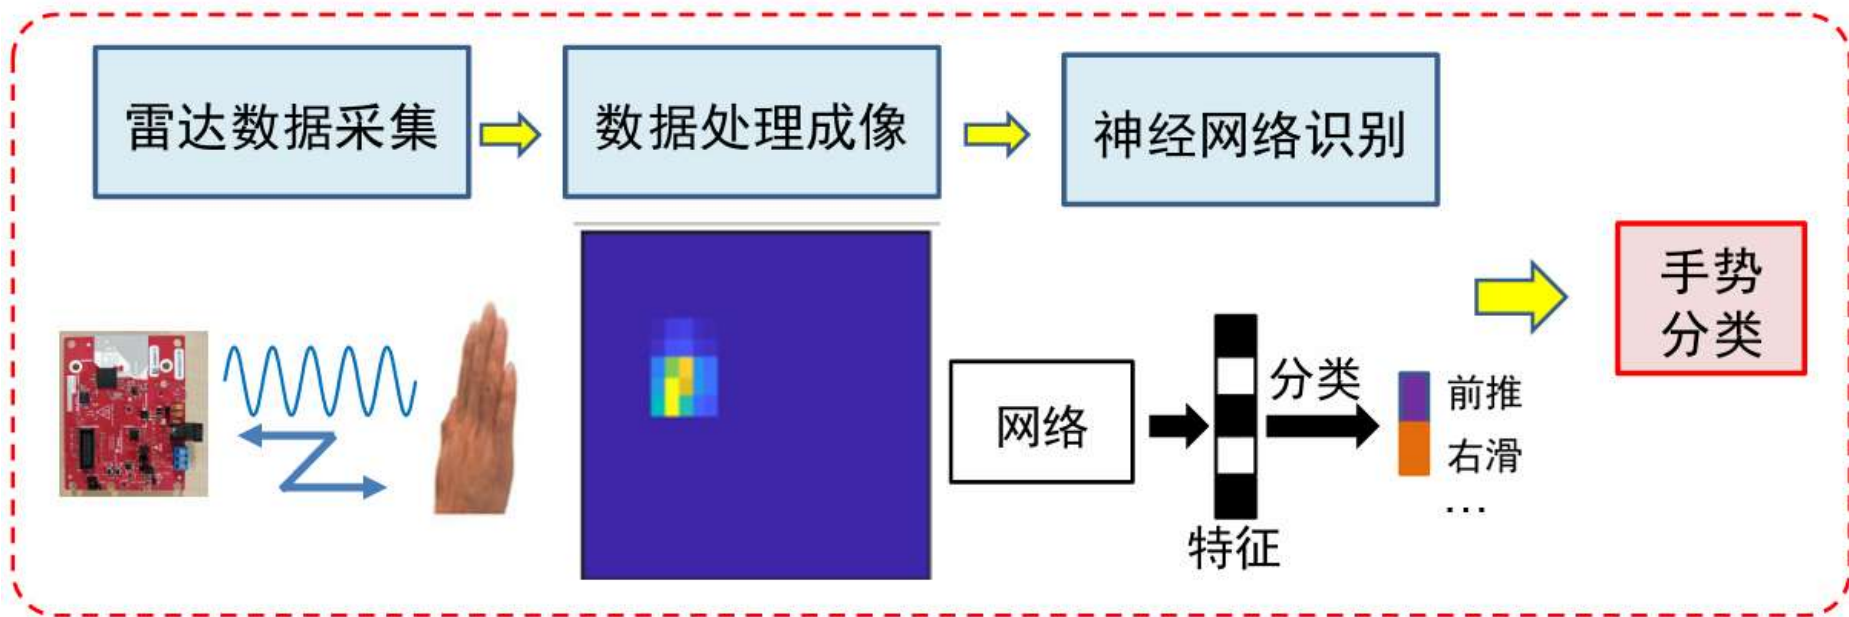 雷达数据采集
数据处理成像
神经网络识别
手势
分类
网络
分类
特征
前推
右滑
...